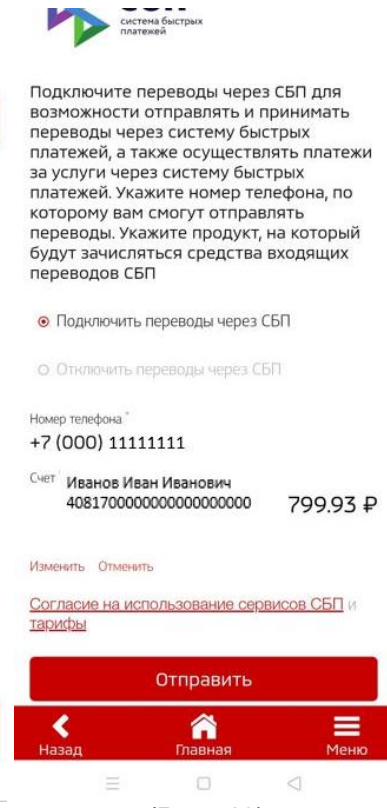 система быстрых
платежей
Подключите переводы через СБП для
возможности отправлять и принимать
переводы через систему быстрых
платежей, а также осуществлять платежи
за услуги через систему быстрых
платежей. Укажите номер телефона, по
которому вам смогут отправлять
переводы. Укажите продукт, на который
будут зачисляться средства входящих
переводов СБП
Подключить переводы через СБП
Отключить переводы через СБП
Номер телефона *
+7 (000) 11111111
Счет * Иванов Иван Иванович
799.93 ₽
Изменить Отменить
Согласие на использование сервисов СБП и
тарифы
Отправить
Назад Главная Меню